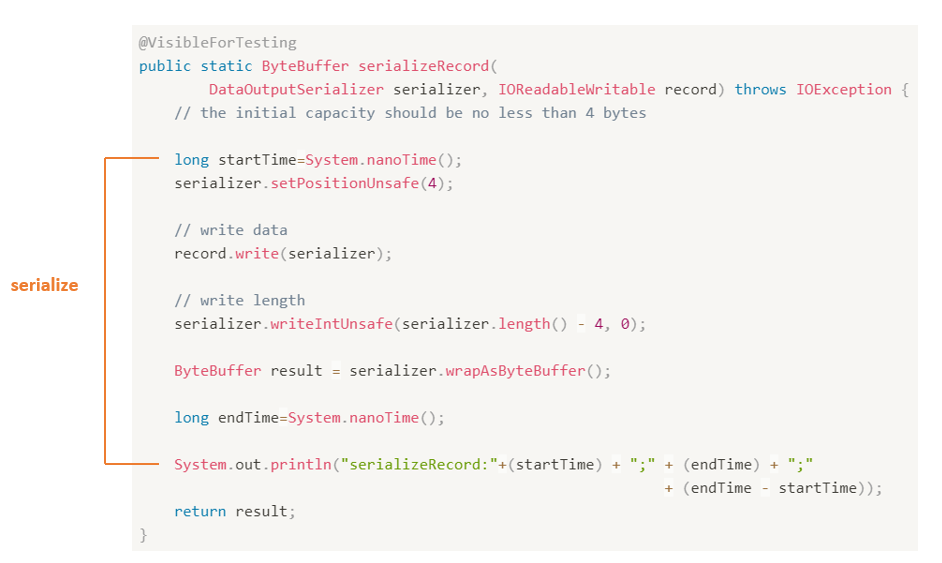 @VisibleForTesting
public static ByteBuffer serializeRecord(
        DataOutputSerializer serializer, IOReadableWritable record) throws IOException {
    // the initial capacity should be no less than 4 bytes

    long startTime=System.nanoTime();
    serializer.setPositionUnsafe(4);

    // write data
    record.write(serializer);

serialize
    // write length
    serializer.writeIntUnsafe(serializer.length() - 4, 0);

    ByteBuffer result = serializer.wrapAsByteBuffer();

    long endTime=System.nanoTime();

    System.out.println("serializeRecord:"+(startTime) + ";" + (endTime) + ";"
                                                            + (endTime - startTime));
    return result;
}